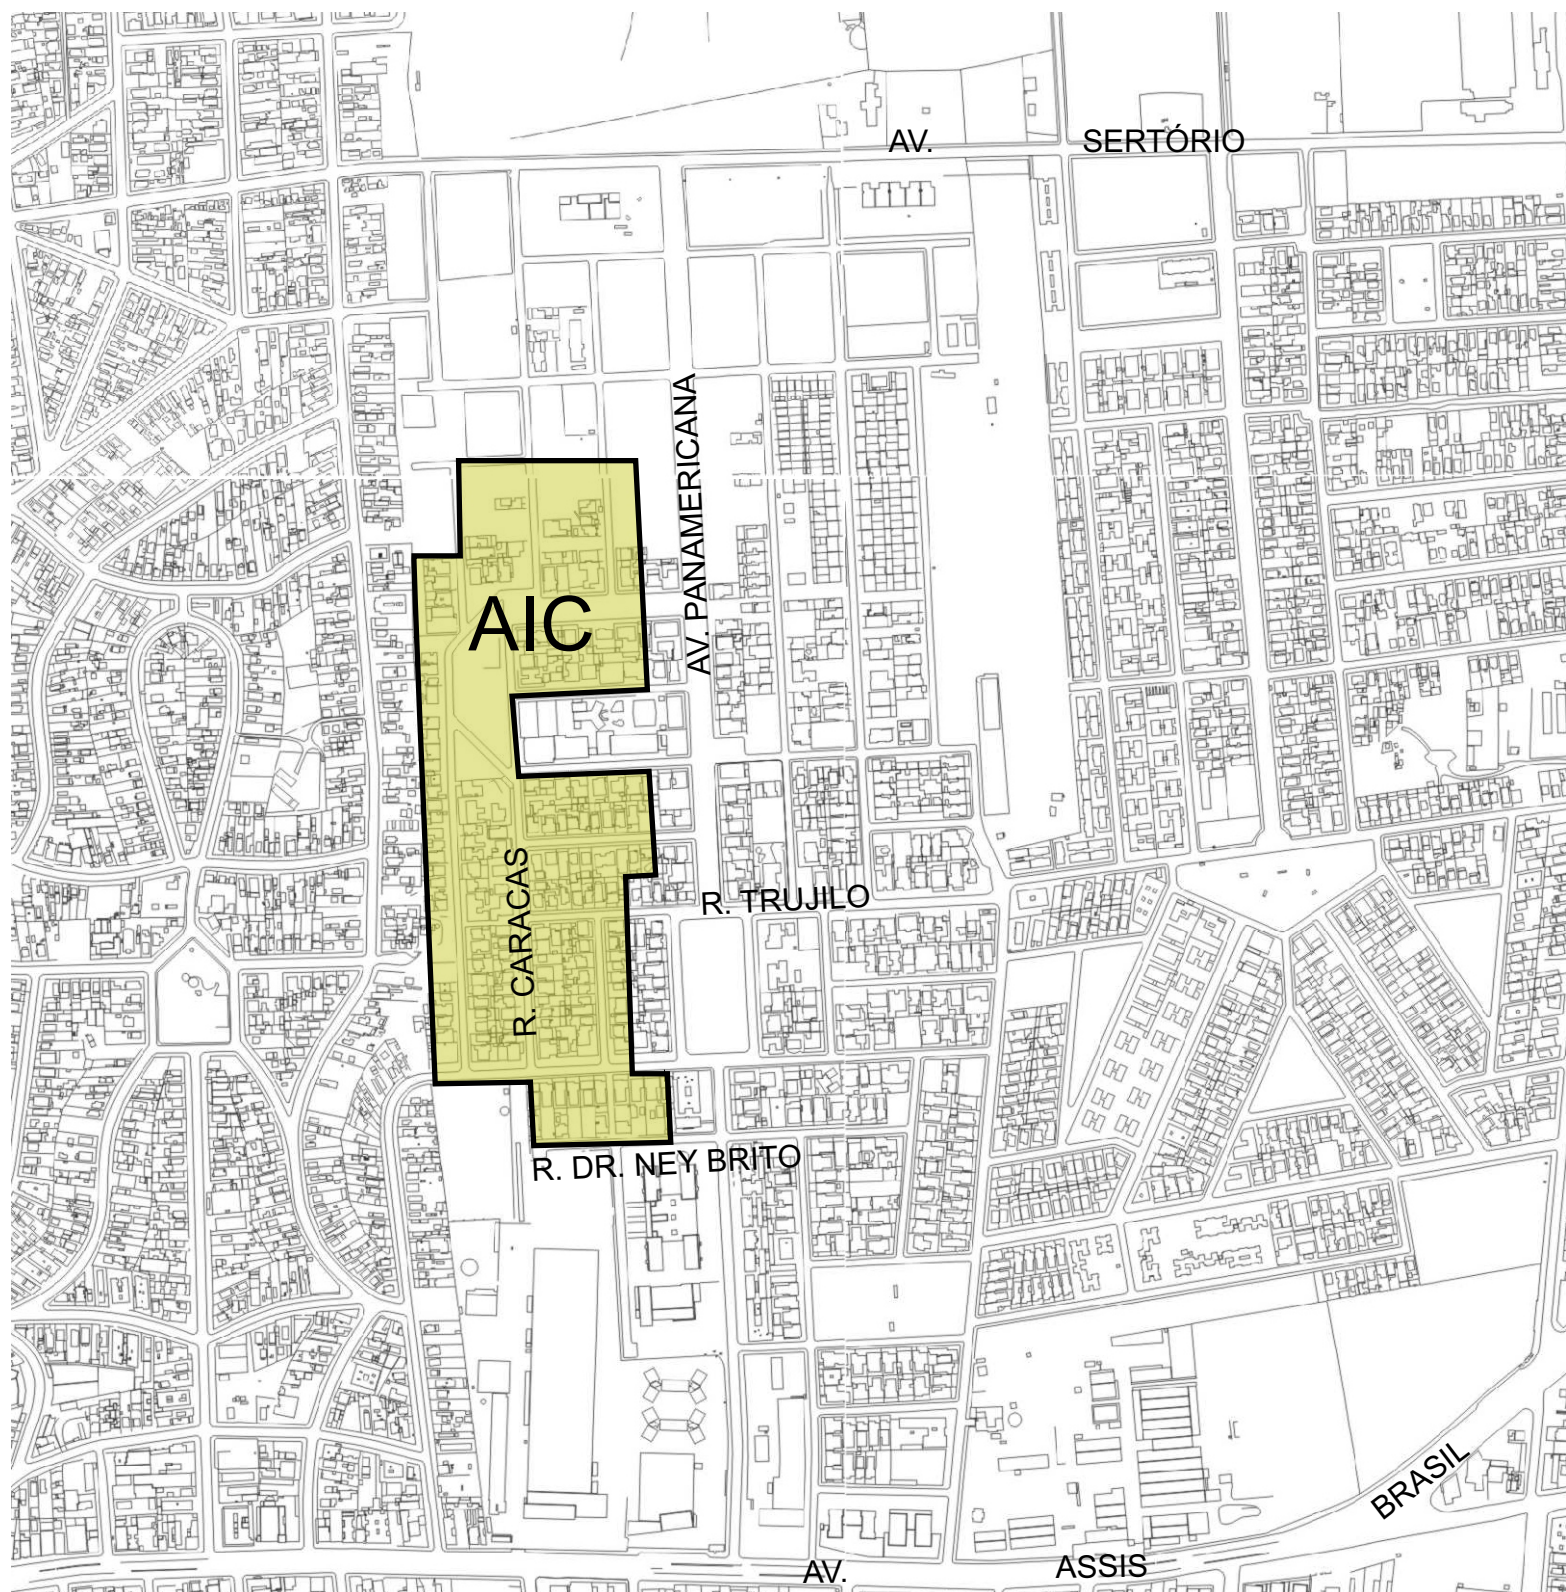 AV. SERTÓRIO
AV. PANAMERICANA
AIC
R. CARACAS
R. TRUJILO
R. DR. NEY BRITO
AV. ASSIS BRASIL